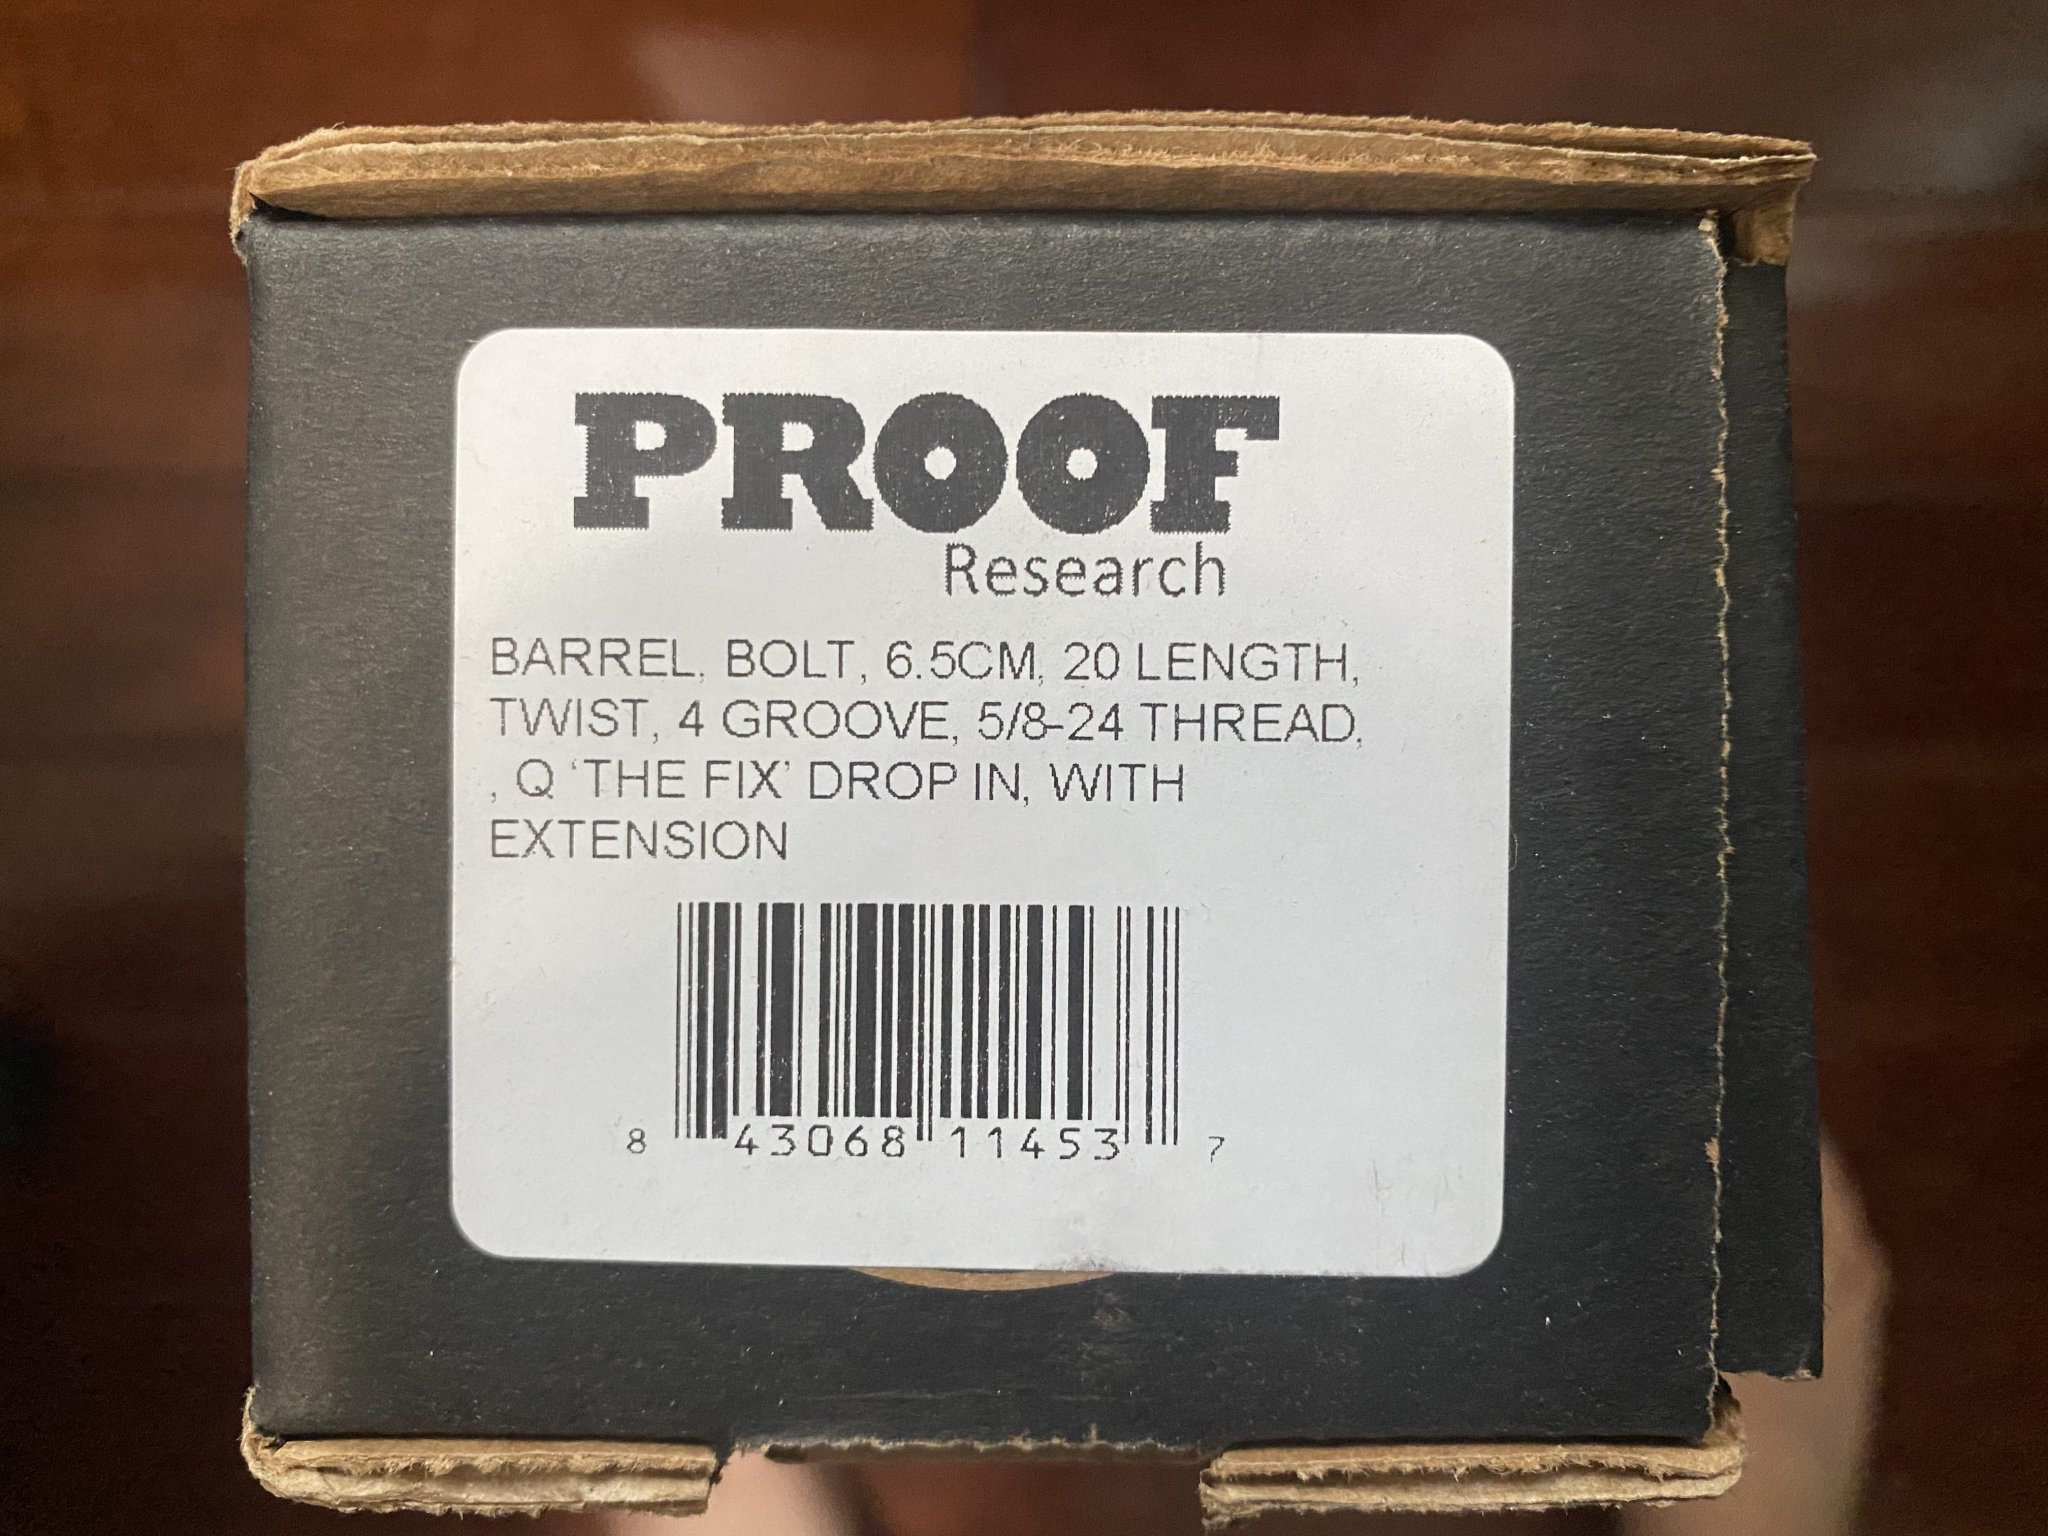 PROOF
Research
BARREL, BOLT, 6.5CM, 20 LENGTH,
TWIST, 4 GROOVE, 5/8-24 THREAD,
, Q 'THE FIX' DROP IN, WITH
EXTENSION
8 43068 11453 7